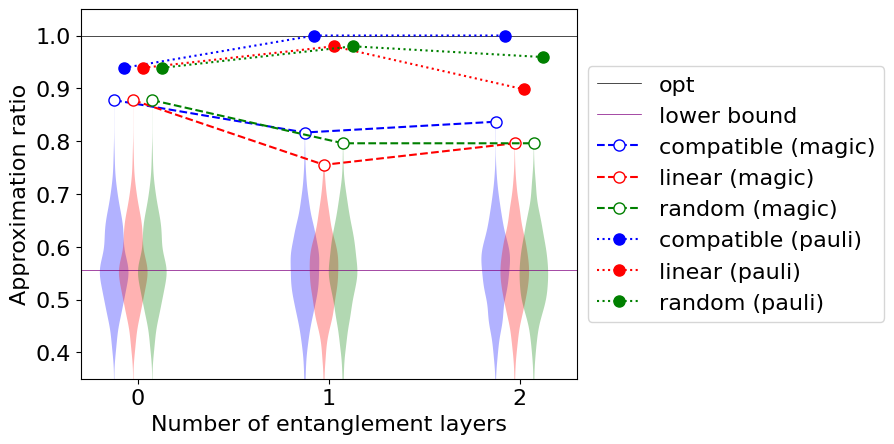 Approximation ratio
1.0
0.9
0.8
0.7
0.6
0.5
0.4
0
1
2
Number of entanglement layers
opt
lower bound
compatible (magic)
linear (magic)
random (magic)
compatible (pauli)
linear (pauli)
random (pauli)